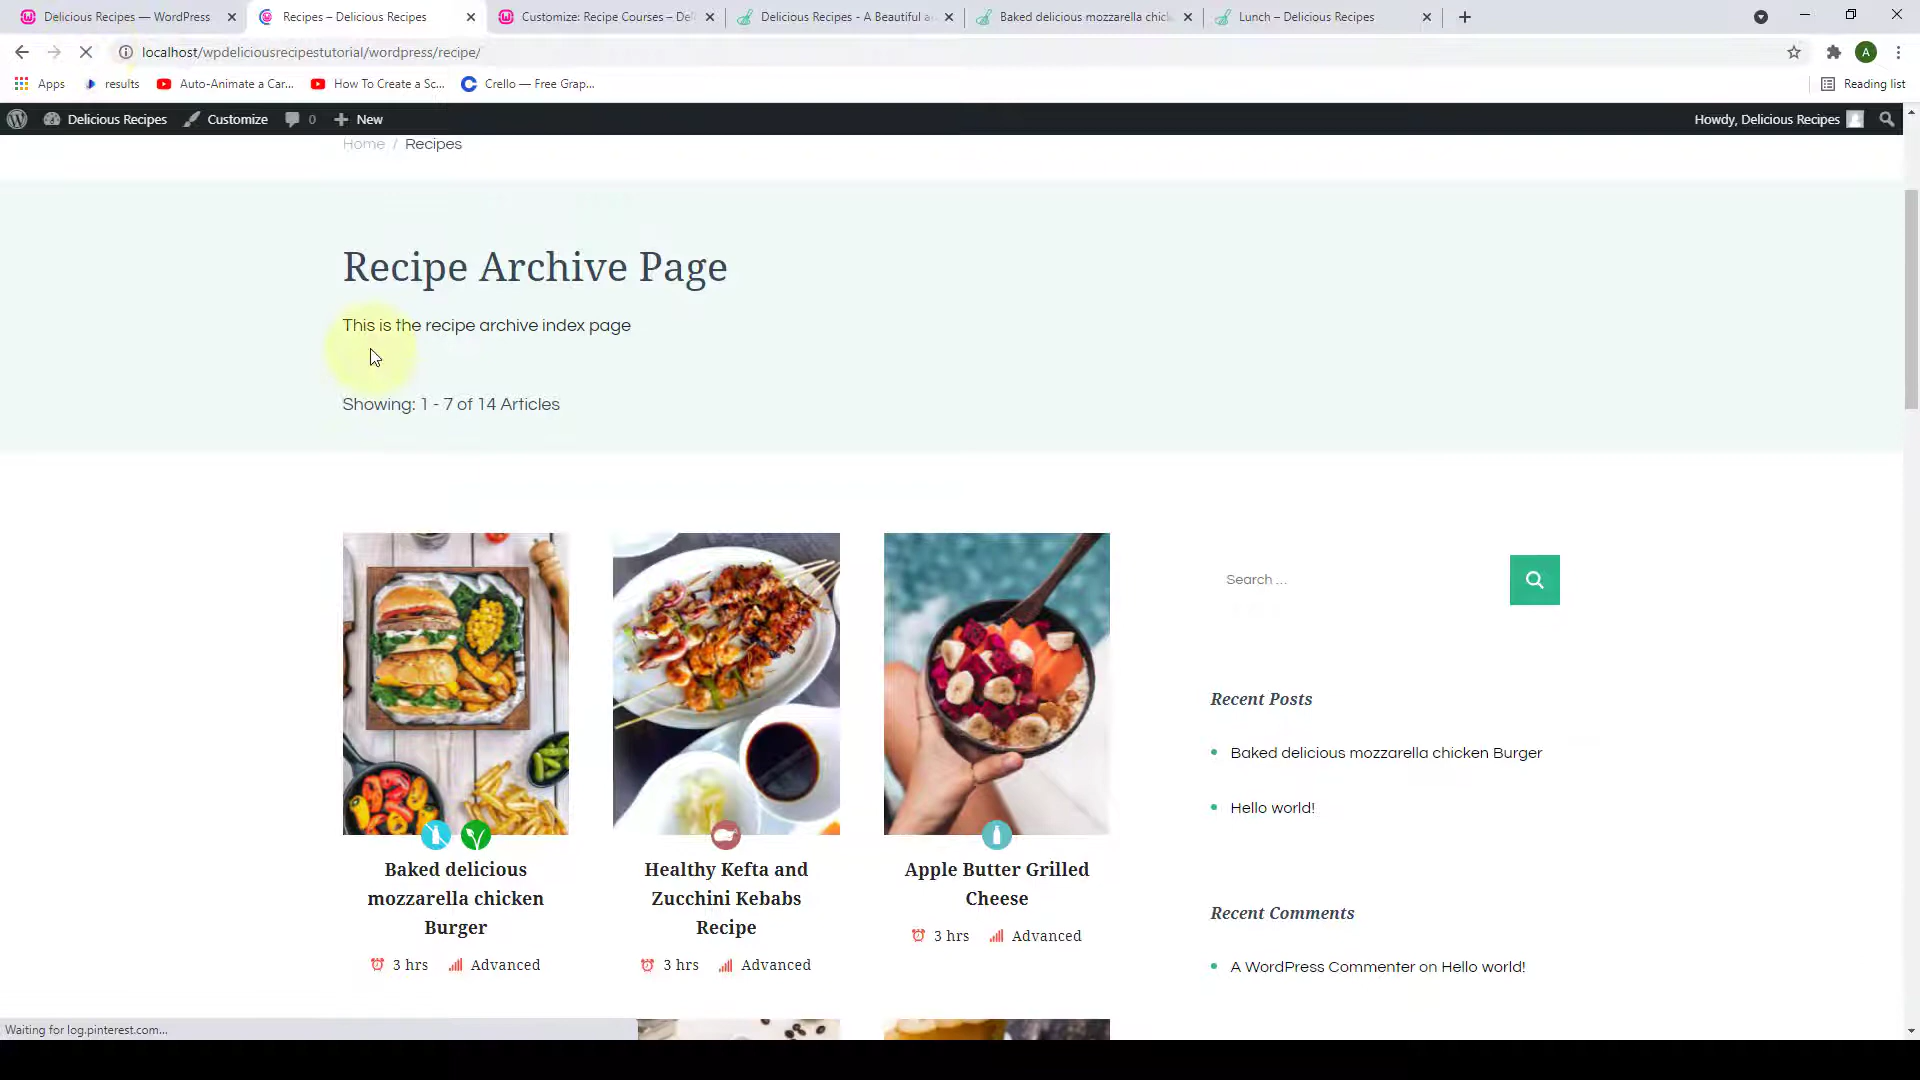 Delicious Recipes — WordPress
Recipes – Delicious Recipes
Customize: Recipe Courses – De
Delicious Recipes - A Beautiful a
Baked delicious mozzarella chick
Lunch – Delicious Recipes
localhost/wpdeliciousrecipestutorial/wordpress/recipe/
A
Apps
results
Auto-Animate a Car...
How To Create a Sc...
Crello — Free Grap...
Reading list
Delicious Recipes
Customize
0
New
Howdy, Delicious Recipes
Home / Recipes
Recipe Archive Page
This is the recipe archive index page
Showing: 1 - 7 of 14 Articles
Search …
Recent Posts
Baked delicious mozzarella chicken Burger
Hello world!
Recent Comments
A WordPress Commenter on Hello world!
Baked delicious
mozzarella chicken
Burger
3 hrs Advanced
Healthy Kefta and
Zucchini Kebabs
Recipe
3 hrs Advanced
Apple Butter Grilled
Cheese
3 hrs Advanced
Waiting for log.pinterest.com...